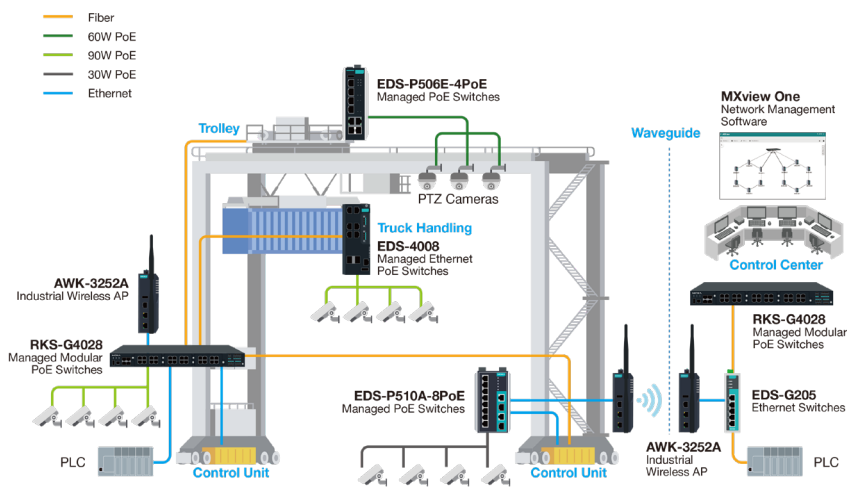 Fiber
60W PoE
90W PoE
30W PoE
Ethernet
EDS-P506E-4PoE
Managed PoE Switches
MXview One
Network Management
Software
Trolley
Waveguide
PTZ Cameras
Truck Handling
EDS-4008
Managed Ethernet
PoE Switches
Control Center
AWK-3252A
Industrial Wireless AP
RKS-G4028
Managed Modular
PoE Switches
RKS-G4028
Managed Modular
PoE Switches
EDS-P510A-8PoE
Managed PoE Switches
EDS-G205
Ethernet Switches
AWK-3252A
Industrial
Wireless AP
PLC
Control Unit
Control Unit
PLC